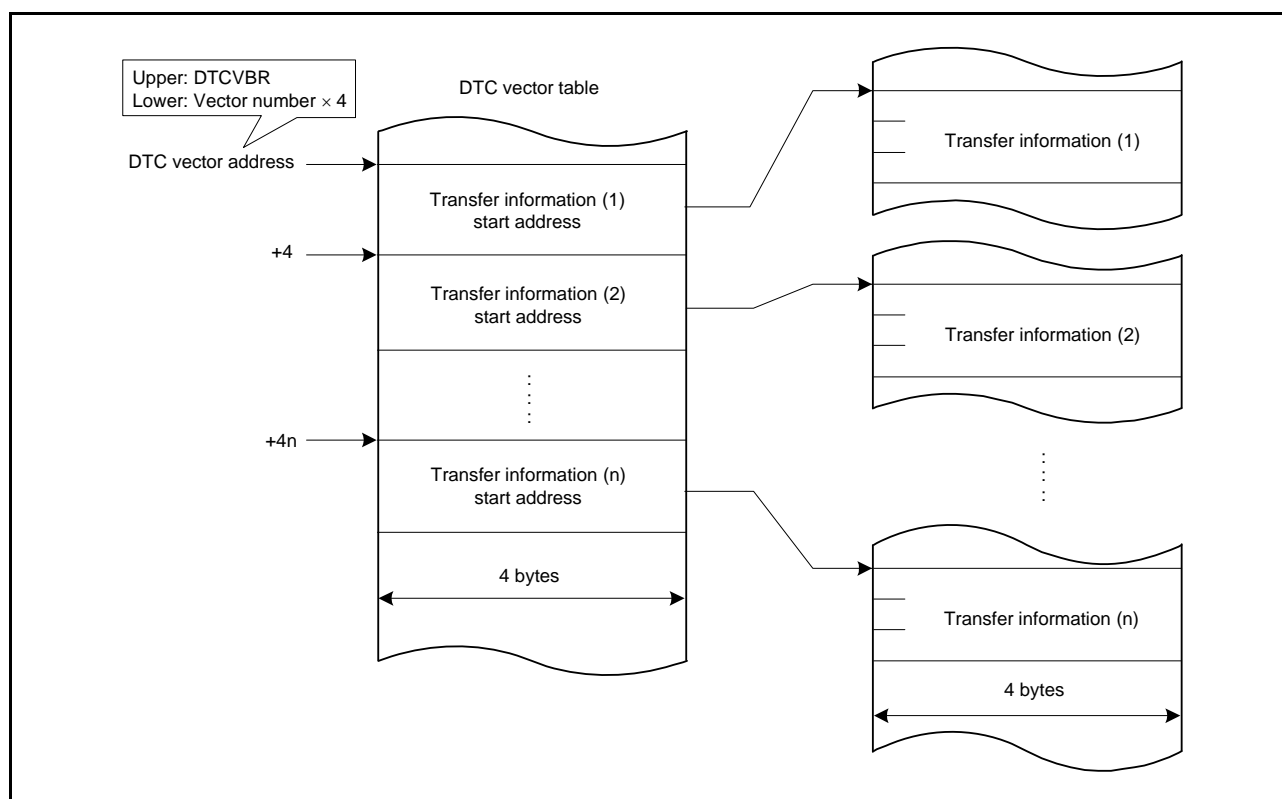 Upper: DTCVBR
Lower: Vector number × 4
DTC vector table
DTC vector address
Transfer information (1)
start address
+4
Transfer information (2)
start address
+4n
Transfer information (n)
start address
4 bytes
Transfer information (1)
Transfer information (2)
Transfer information (n)
4 bytes